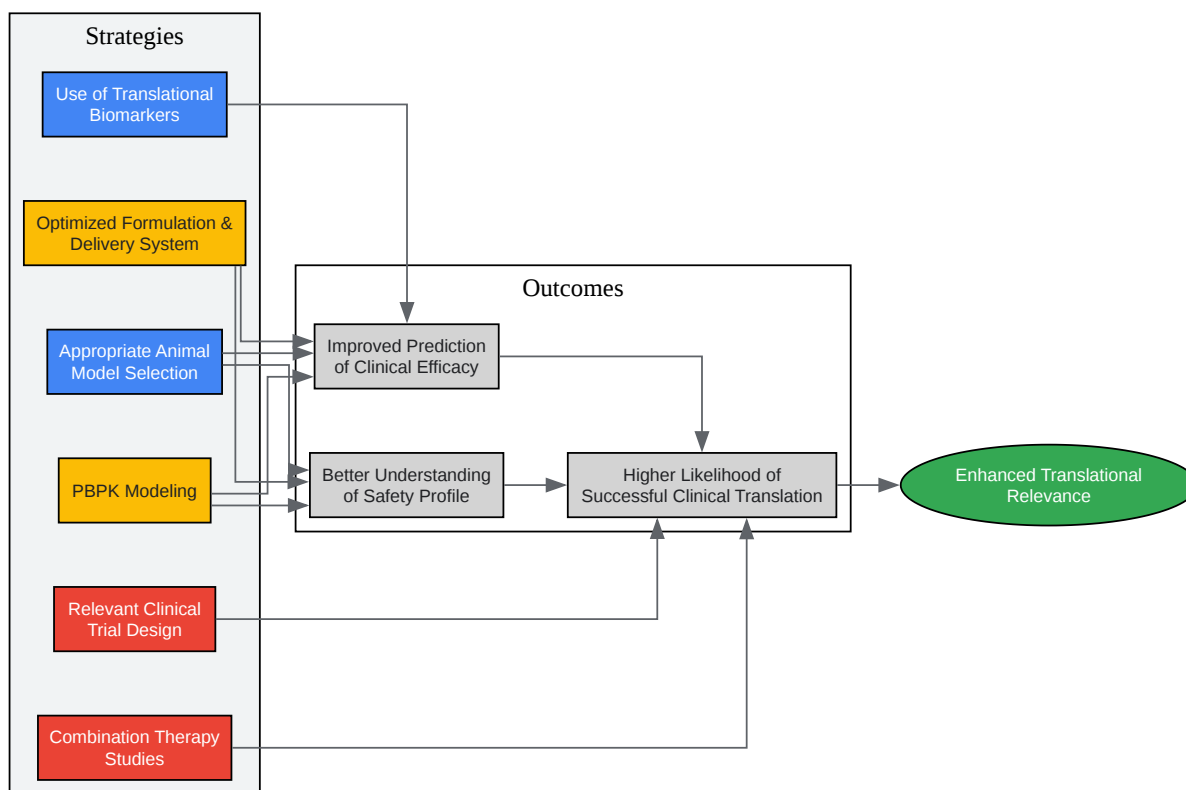 Strategies
Use of Translational
Biomarkers
Optimized Formulation &
Delivery System
Appropriate Animal
Model Selection
PBPK Modeling
Relevant Clinical
Trial Design
Combination Therapy
Studies
Outcomes
Improved Prediction
of Clinical Efficacy
Better Understanding
of Safety Profile
Higher Likelihood of
Successful Clinical Translation
Enhanced Translational
Relevance